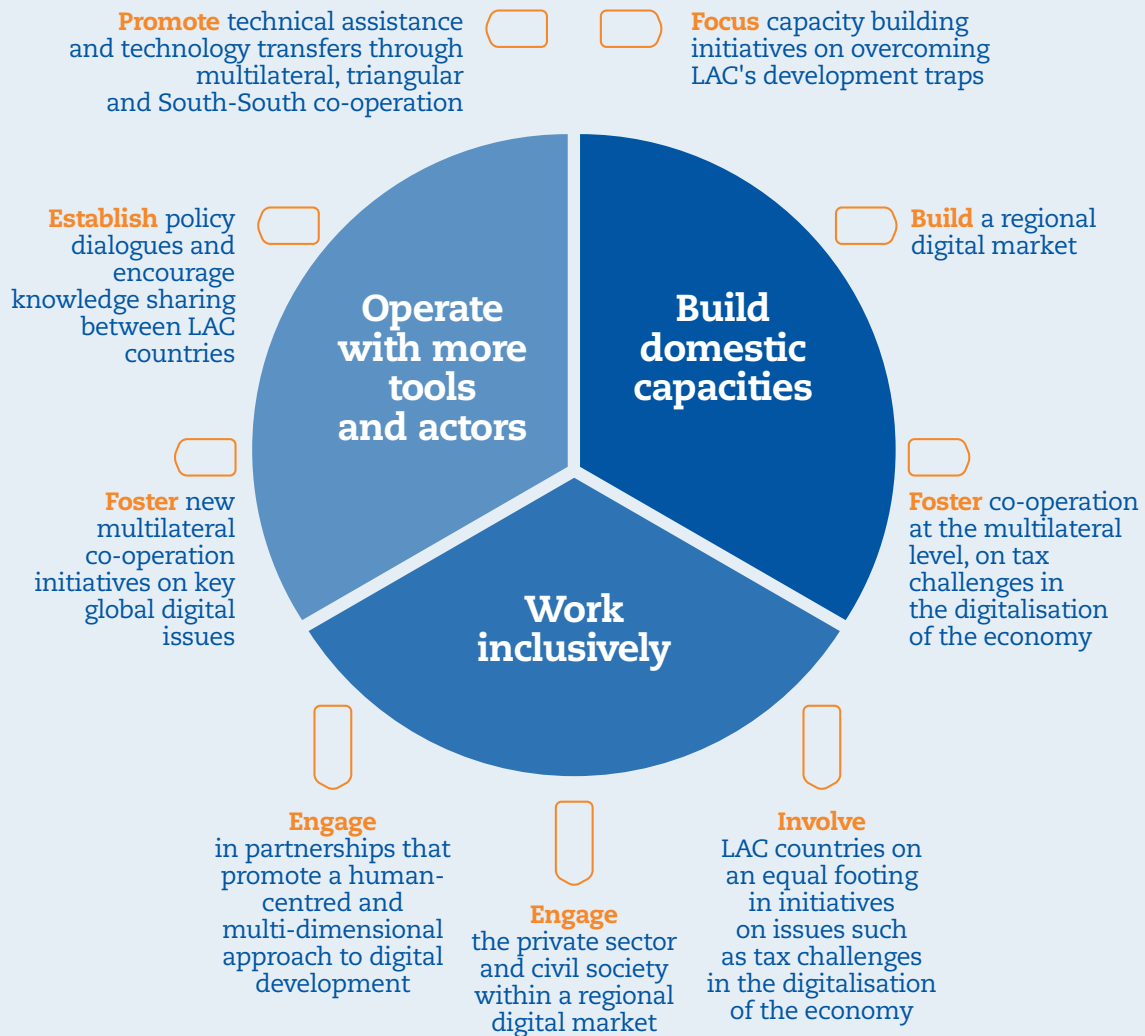 Promote technical assistance
and technology transfers through
multilateral, triangular
and South-South co-operation
Focus capacity building
initiatives on overcoming
LAC's development traps
Establish policy
dialogues and
encourage
knowledge sharing
between LAC
countries
Build a regional
digital market
Operate
with more
tools
and actors
Build
domestic
capacities
Foster new
multilateral
co-operation
initiatives on key
global digital
issues
Foster co-operation
at the multilateral
level, on tax
challenges in
the digitalisation
of the economy
Work
inclusively
Engage
in partnerships that
promote a human-
centred and
multi-dimensional
approach to digital
development
Engage
the private sector
and civil society
within a regional
digital market
Involve
LAC countries on
an equal footing
in initiatives
on issues such
as tax challenges
in the digitalisation
of the economy